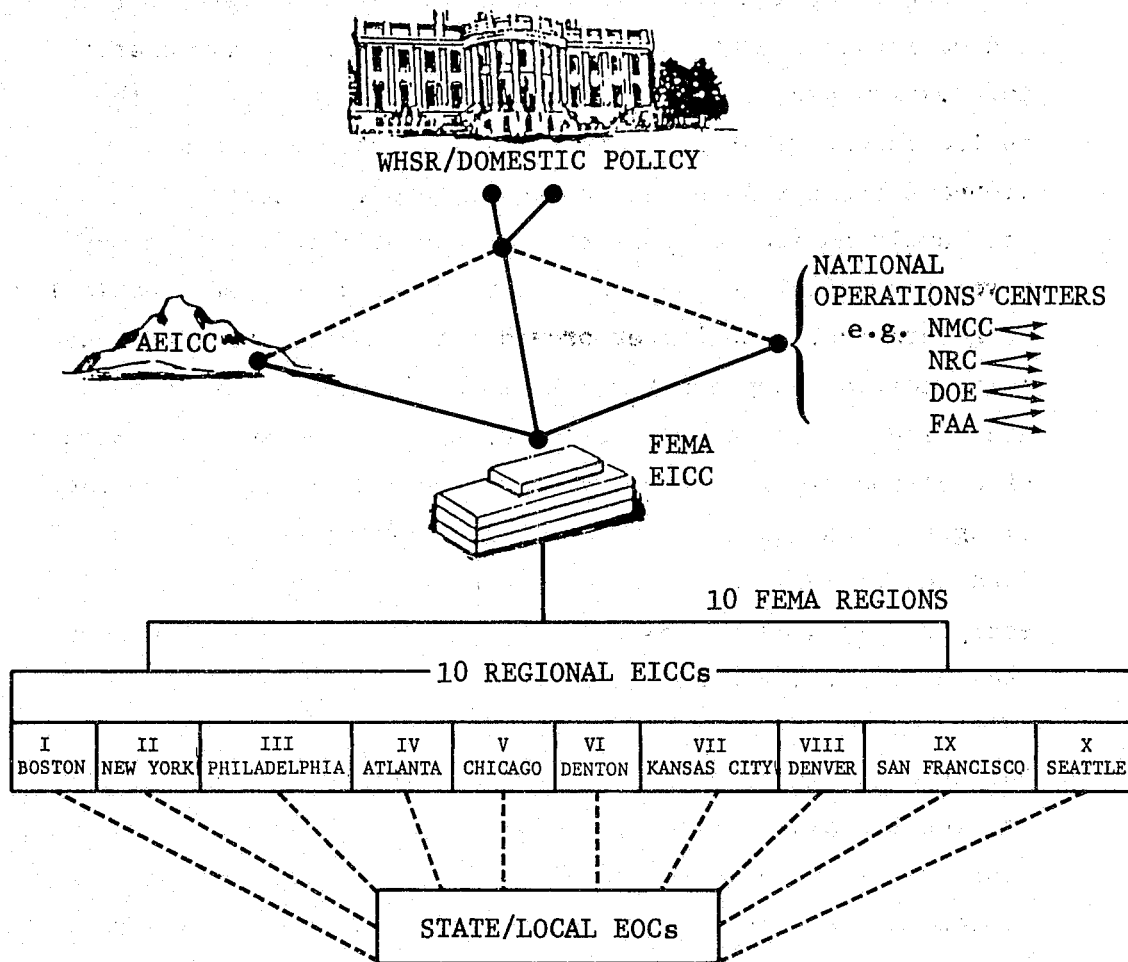 WHSR/DOMESTIC POLICY
AEICC
NATIONAL
OPERATIONS CENTERS
e.g. NMCC
NRC
DOE
FAA
FEMA
EICC
10 FEMA REGIONS
10 REGIONAL EICCs
I
BOSTON
II
NEW YORK
III
PHILADELPHIA
IV
ATLANTA
V
CHICAGO
VI
DENTON
VII
KANSAS CITY
VIII
DENVER
IX
SAN FRANCISCO
X
SEATTLE
STATE/LOCAL EOCs